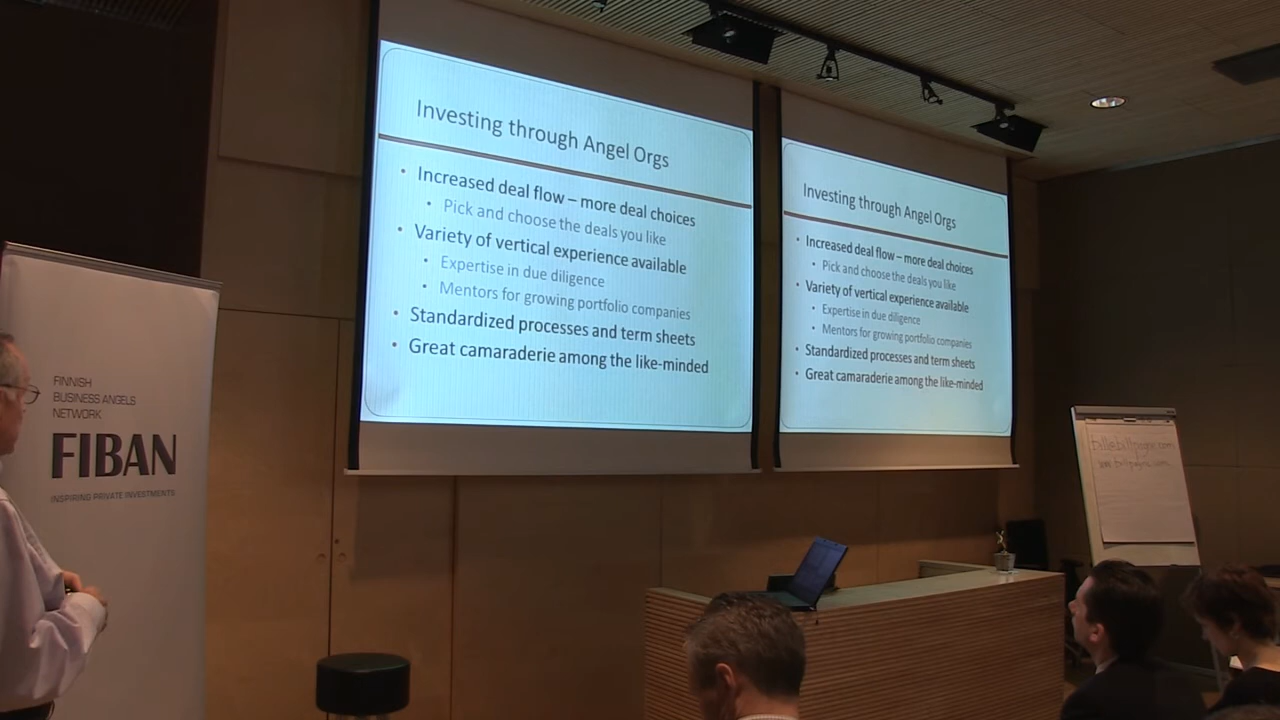 Investing through Angel Orgs
• Increased deal flow – more deal choices
• Pick and choose the deals you like
• Variety of vertical experience available
• Expertise in due diligence
• Mentors for growing portfolio companies
• Standardized processes and term sheets
• Great camaraderie among the like-minded
Investing through Angel Orgs
• Increased deal flow – more deal choices
• Pick and choose the deals you like
• Variety of vertical experience available
• Expertise in due diligence
• Mentors for growing portfolio companies
• Standardized processes and term sheets
• Great camaraderie among the like-minded
FINNISH
BUSINESS ANGELS
NETWORK
FIBAN
INSPIRING PRIVATE INVESTMENTS